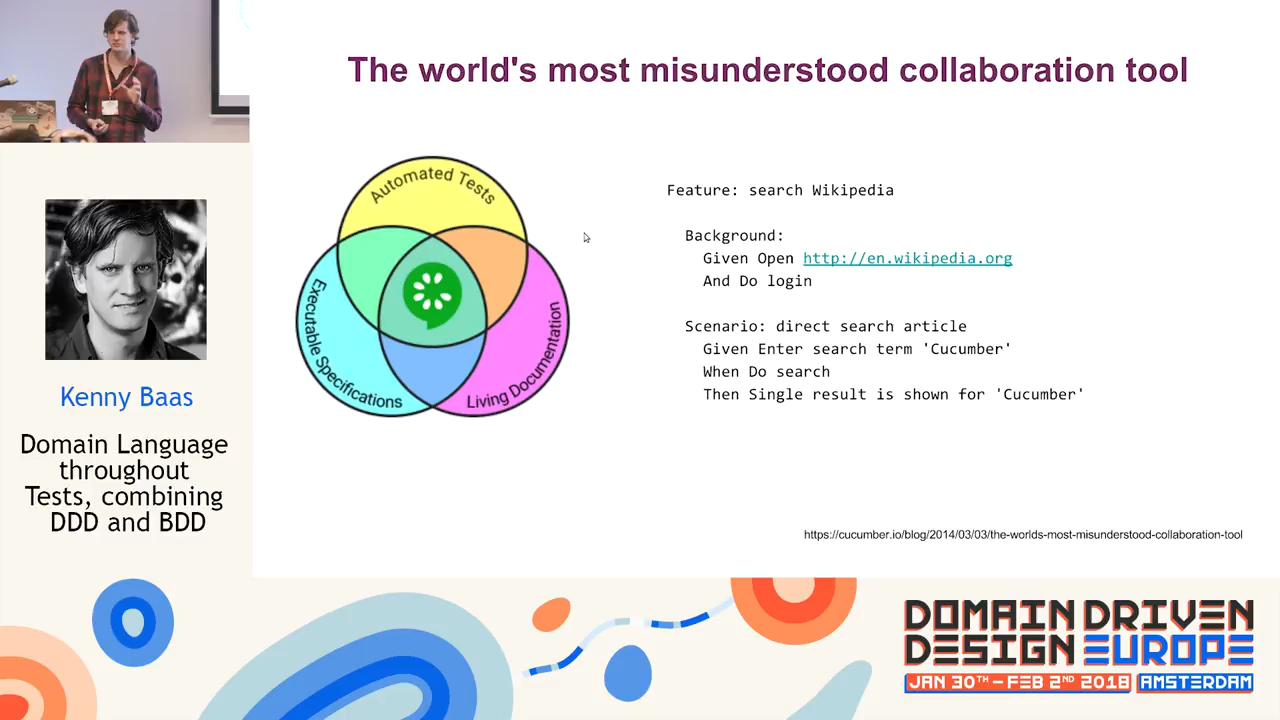 The world's most misunderstood collaboration tool
Automated Tests
Executable Specifications
Living Documentation
Feature: search Wikipedia
Background:
Given Open http://en.wikipedia.org
And Do login
Scenario: direct search article
Given Enter search term 'Cucumber'
When Do search
Then Single result is shown for 'Cucumber'
https://cucumber.io/blog/2014/03/03/the-worlds-most-misunderstood-collaboration-tool
Kenny Baas
Domain Language
throughout
Tests, combining
DDD and BDD
DOMAIN DRIVEN
DESIGN EUROPE
JAN 30TH - FEB 2ND 2018 AMSTERDAM